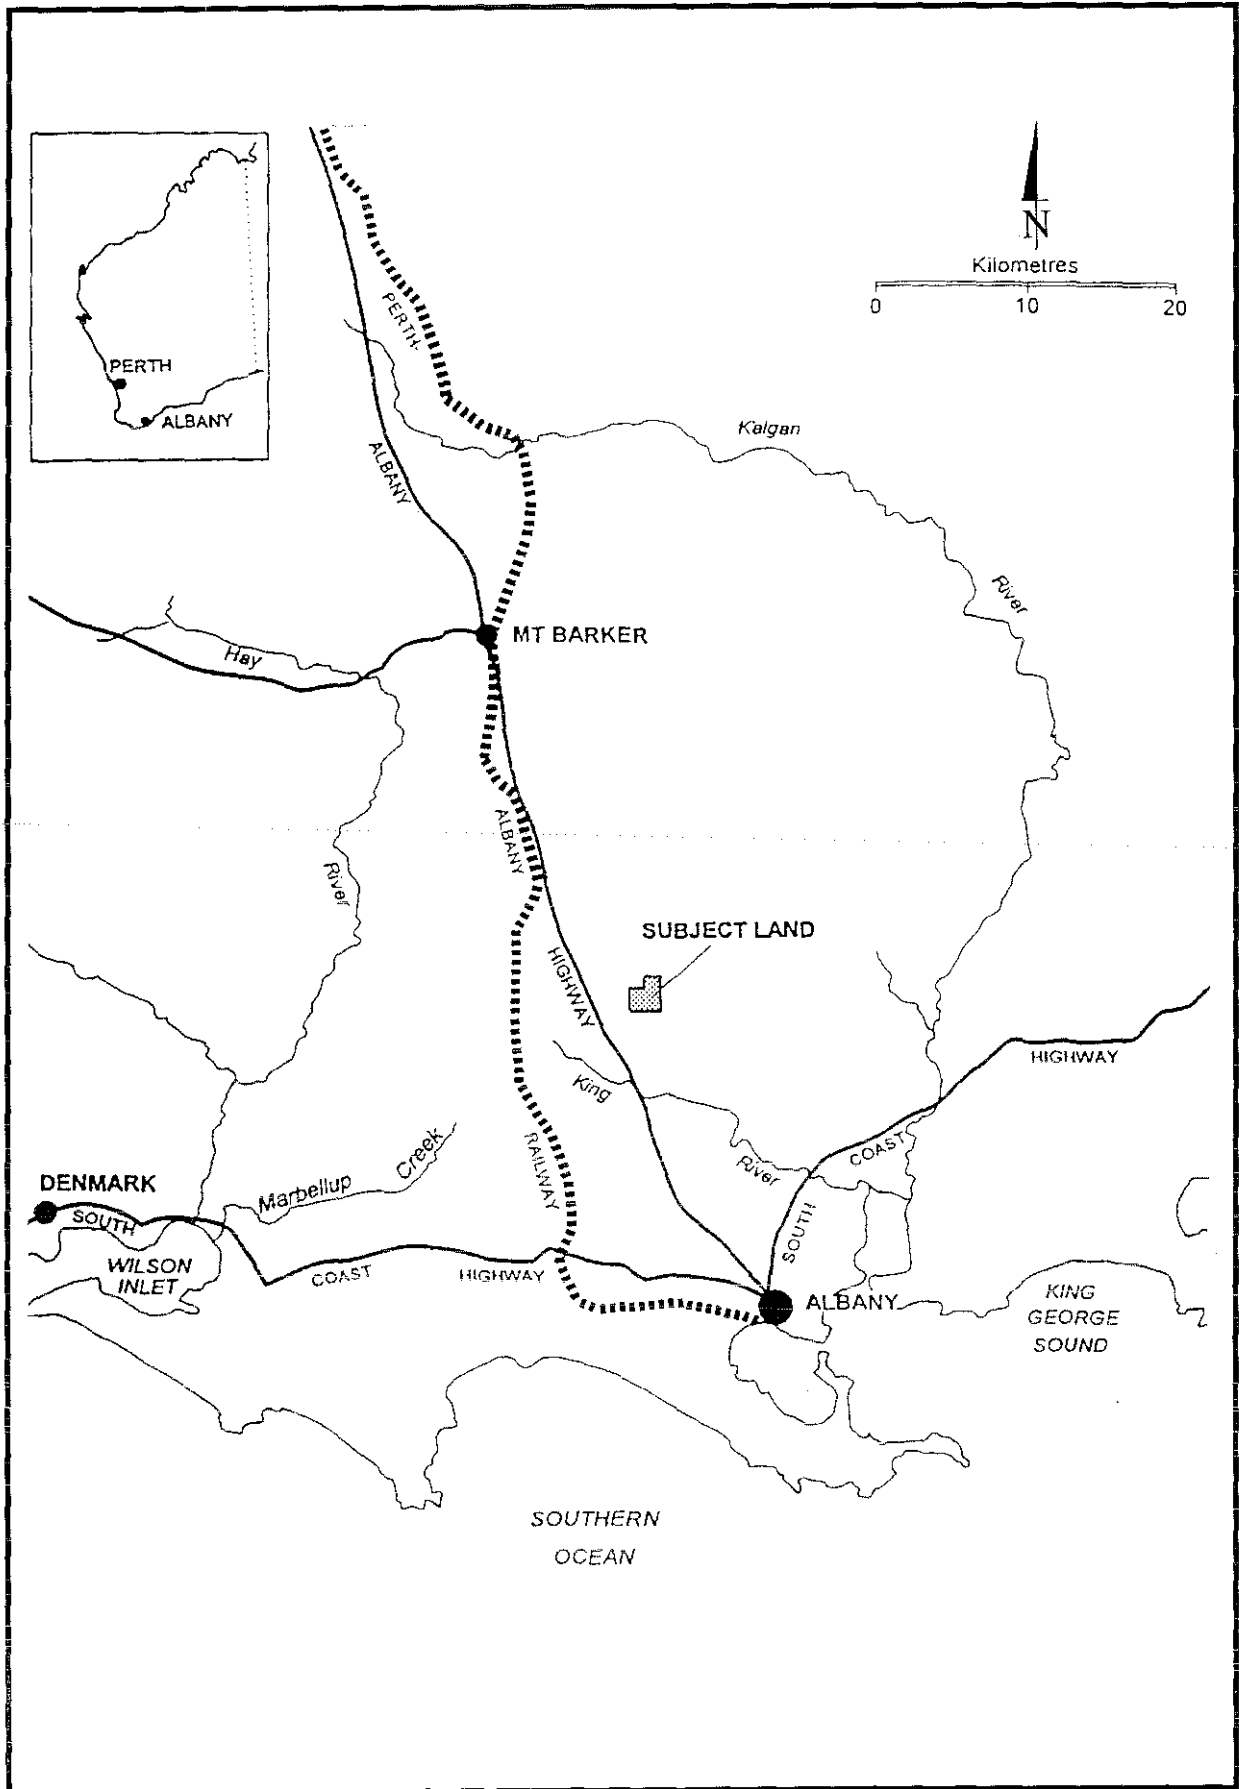 N
Kilometres
0 10 20
PERTH
ALBANY
PERTH-
Kalgan
ALBANY
River
MT BARKER
Hay
ALBANY
River
SUBJECT LAND
HIGHWAY
HIGHWAY
King
RAILWAY
Creek
COAST
River
Marbellup
DENMARK
SOUTH
SOUTH
WILSON
INLET
COAST
HIGHWAY
ALBANY
KING
GEORGE
SOUND
SOUTHERN
OCEAN